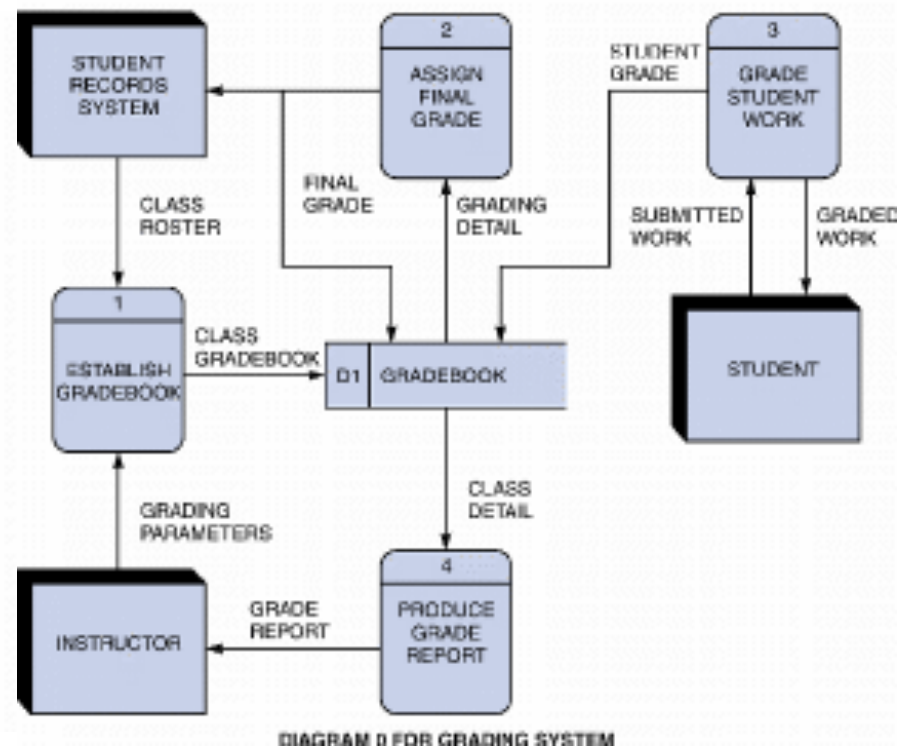 STUDENT
RECORDS
SYSTEM
2
ASSIGN
FINAL
GRADE
STUDENT
GRADE
3
GRADE
STUDENT
WORK
CLASS
ROSTER
FINAL
GRADE
GRADING
DETAIL
SUBMITTED
WORK
GRADED
WORK
1
ESTABLISH
GRADEBOOK
CLASS
GRADEBOOK
D1
GRADEBOOK
STUDENT
GRADING
PARAMETERS
CLASS
DETAIL
INSTRUCTOR
GRADE
REPORT
4
PRODUCE
GRADE
REPORT
DIAGRAM 0 FOR GRADING SYSTEM